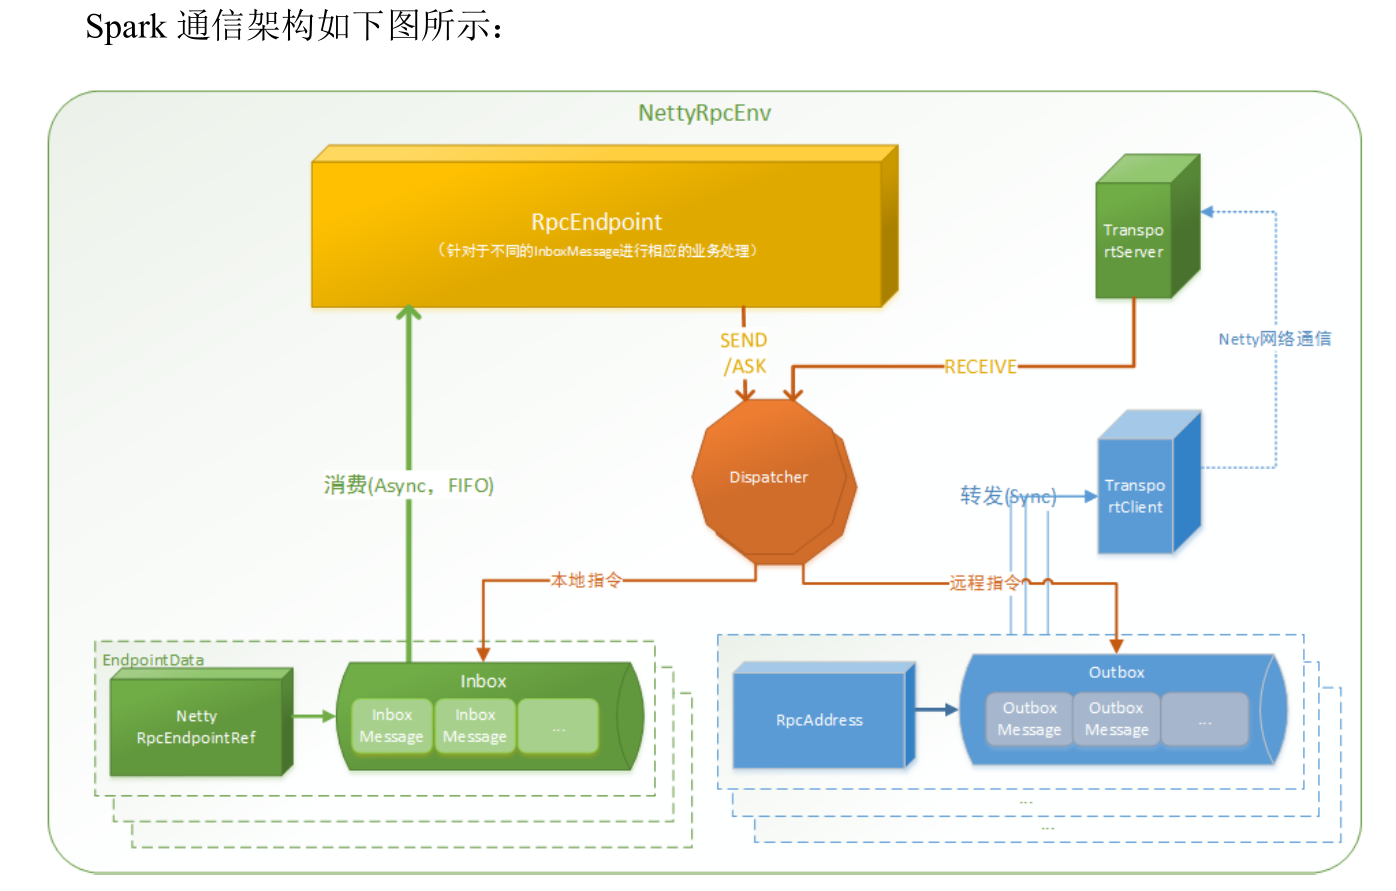 Spark 通信架构如下图所示：
NettyRpcEnv
RpcEndpoint
（针对于不同的InboxMessage进行相应的业务处理）
Transpo
rtServer
SEND
/ASK
RECEIVE
Netty网络通信
Dispatcher
消费(Async，FIFO)
转发(Sync)
Transpo
rtClient
本地指令
远程指令
EndpointData
Netty
RpcEndpointRef
Inbox
Inbox
Message
Inbox
Message
...
RpcAddress
Outbox
Outbox
Message
Outbox
Message
...
...
...